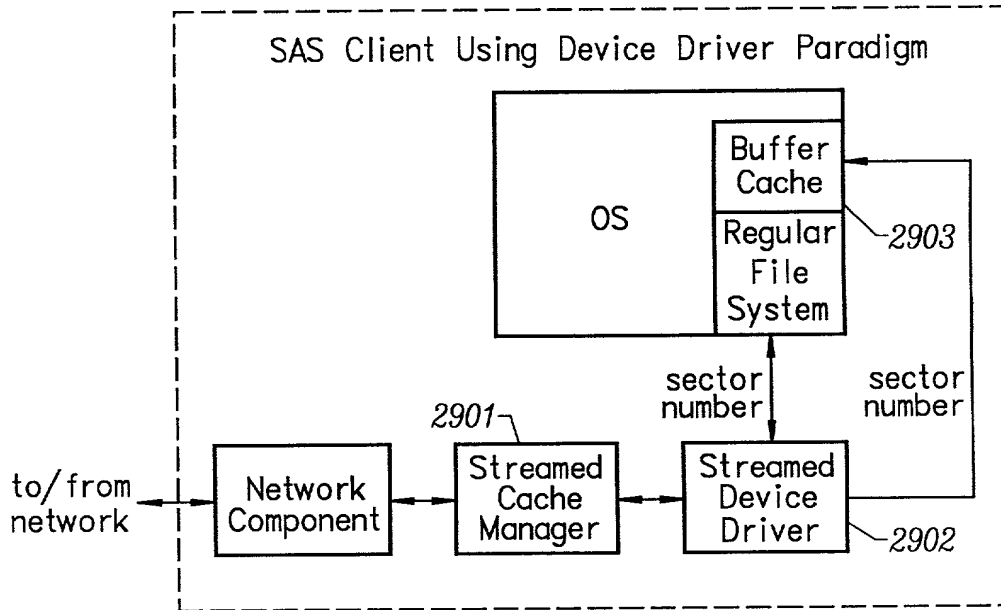 SAS Client Using Device Driver Paradigm
Buffer
Cache
OS
2903
Regular
File
System
sector
number
sector
number
2901
to/from
network
Network
Component
Streamed
Cache
Manager
Streamed
Device
Driver
2902